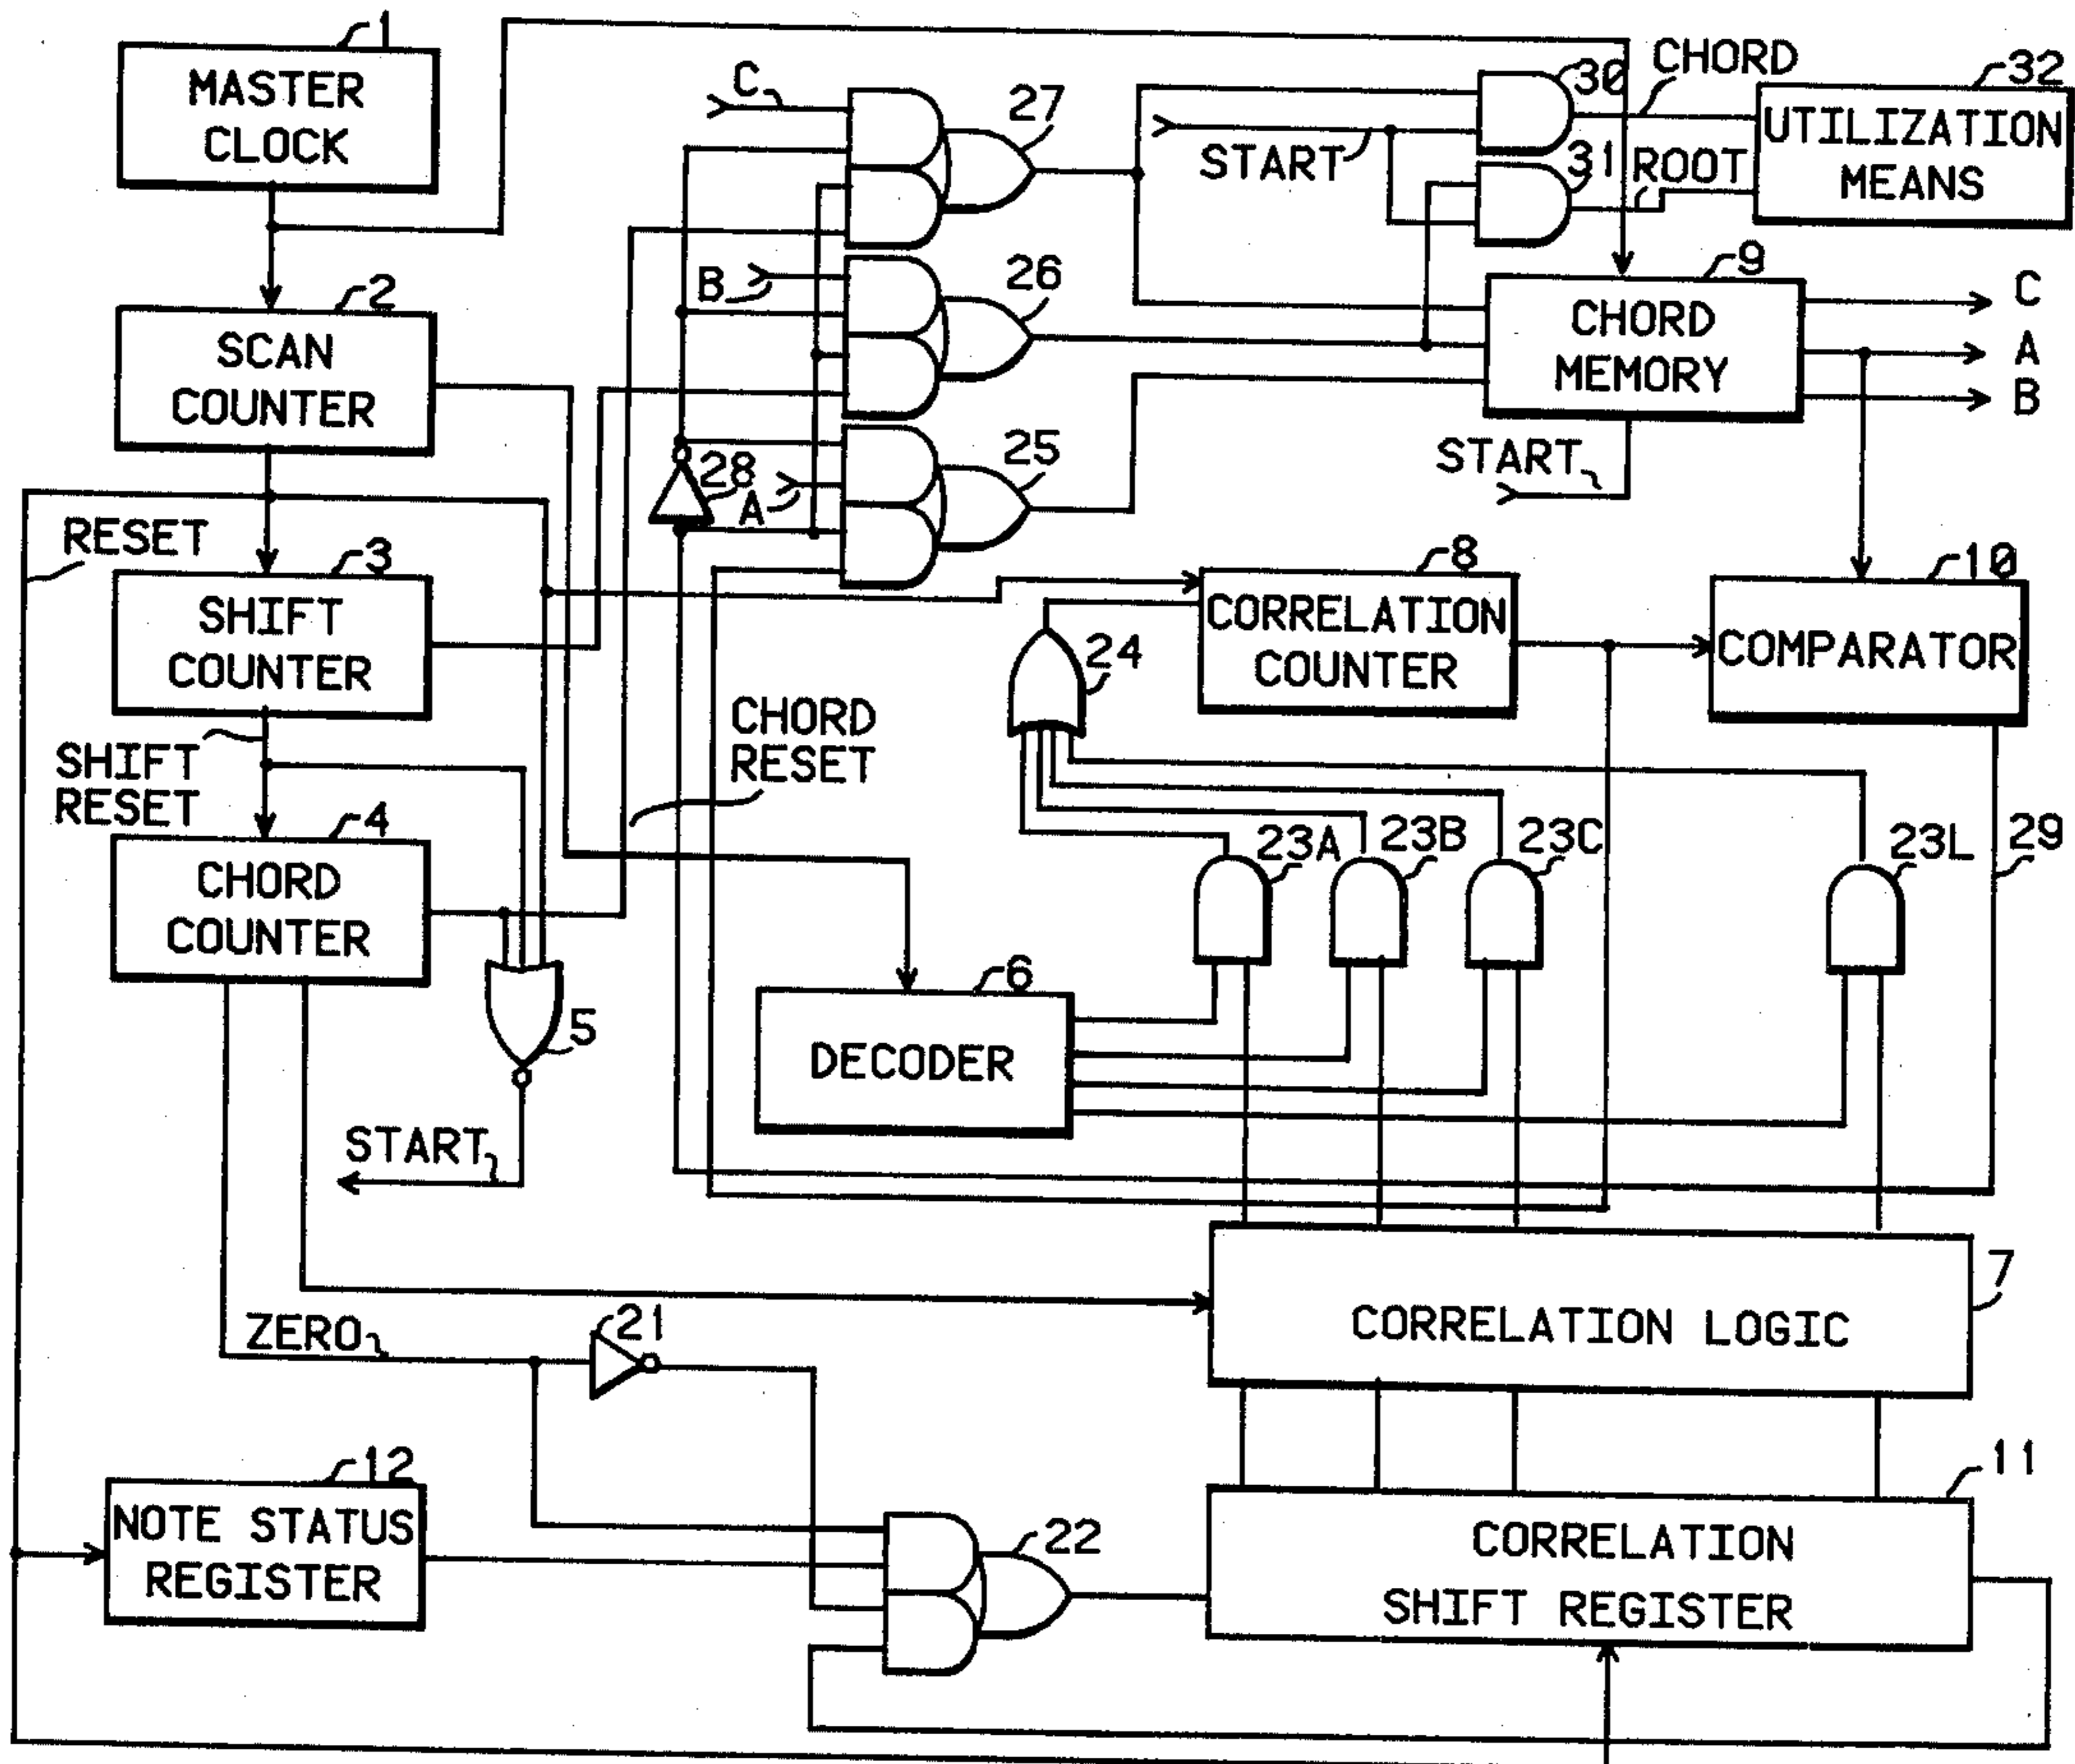 1
MASTER
CLOCK
2
SCAN
COUNTER
RESET
3
SHIFT
COUNTER
SHIFT
RESET
4
CHORD
COUNTER
5
START
ZERO
21
12
NOTE STATUS
REGISTER
22
C
27
B
26
28
A
25
CHORD
RESET
START
30
CHORD
31
ROOT
32
UTILIZATION
MEANS
9
CHORD
MEMORY
C
A
B
START
8
CORRELATION
COUNTER
10
COMPARATOR
24
23A
23B
23C
23L
29
6
DECODER
7
CORRELATION LOGIC
11
CORRELATION
SHIFT REGISTER